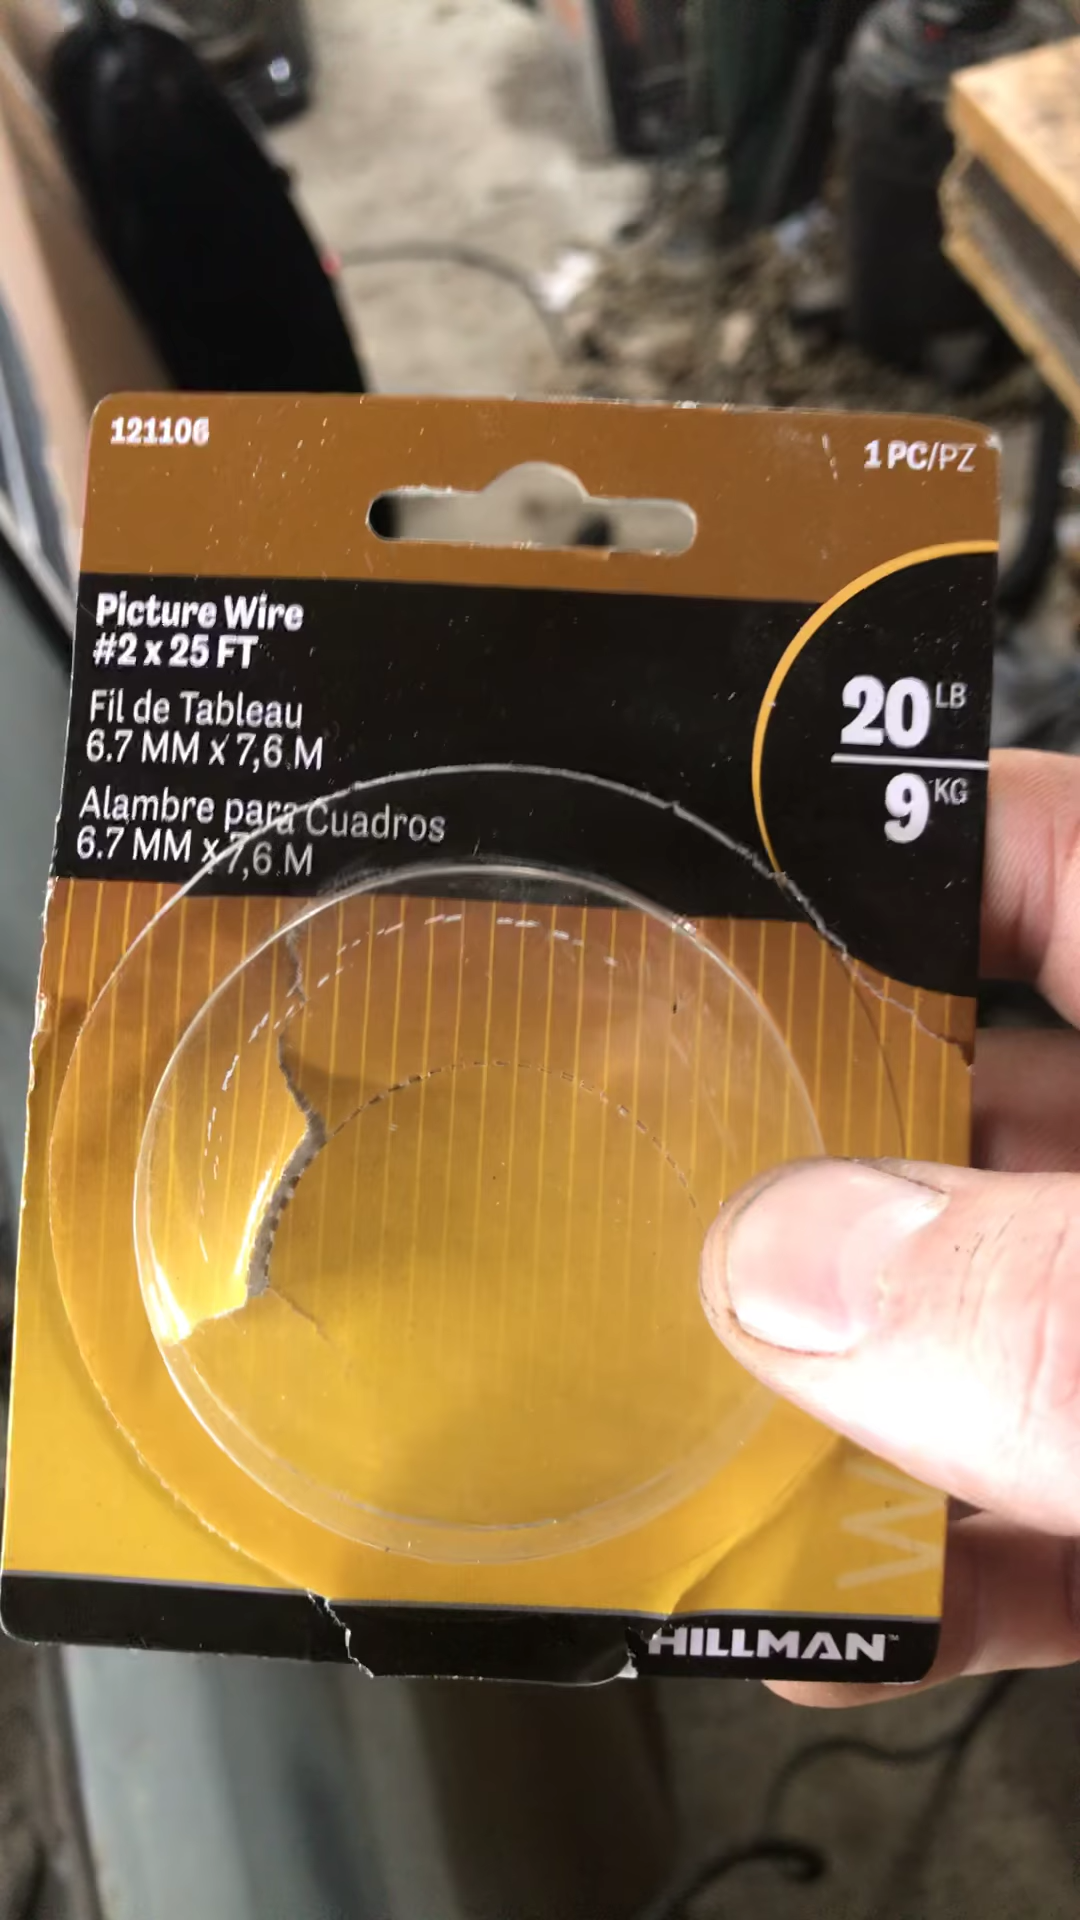 121106
1 PC/PZ
Picture Wire
#2 x 25 FT
Fil de Tableau
6.7 MM x 7,6 M
Alambre para Cuadros
6.7 MM x 7,6 M
20 LB
9 KG
W
HILLMAN™